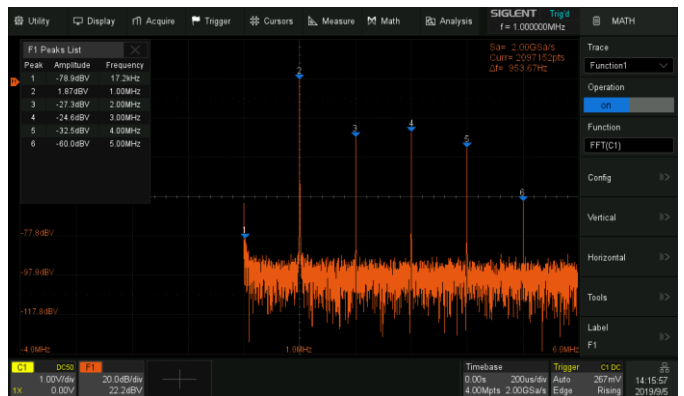 Utility Display Acquire Trigger Cursors Measure Math Analysis SIGLENT Trig'd MATH
f = 1.000000MHz
F1 Peaks List
Peak Amplitude Frequency
1 -78.9dBV 17.2kHz
2 1.87dBV 1.00MHz
3 -27.3dBV 2.00MHz
4 -24.6dBV 3.00MHz
5 -32.5dBV 4.00MHz
6 -60.0dBV 5.00MHz
Sa= 2.00GSa/s
Curr= 2097152pts
Δf= 953.67Hz
1
2
3
4
5
6
-77.8dBV
-97.8dBV
-117.8dBV
-4.0MHz 1.0MHz 6.0MHz
Trace
Function1
Operation
on
Function
FFT(C1)
Config
Vertical
Horizontal
Tools
Label
F1
C1 DC50 F1 Timebase Trigger C1 DC
1.00V/div 20.0dB/div 0.00s 200us/div Auto 267mV 14:15:57
1X 0.00V 22.2dBV 4.00Mpts 2.00GSa/s Edge Rising 2019/9/5